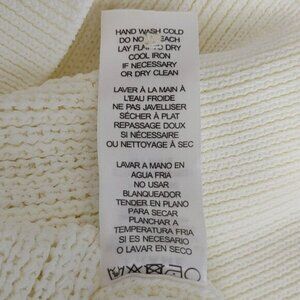 HAND WASH COLD
DO NOT BLEACH
LAY FLAT TO DRY
COOL IRON
IF NECESSARY
OR DRY CLEAN
LAVER À LA MAIN À
L'EAU FROIDE
NE PAS JAVELLISER
SÉCHER À PLAT
REPASSAGE DOUX
SI NÉCESSAIRE
OU NETTOYAGE À SEC
LAVAR A MANO EN
AGUA FRIA
NO USAR
BLANQUEADOR
TENDER EN PLANO
PARA SECAR
PLANCHAR A
TEMPERATURA FRIA
SI ES NECESARIO
O LAVAR EN SECO